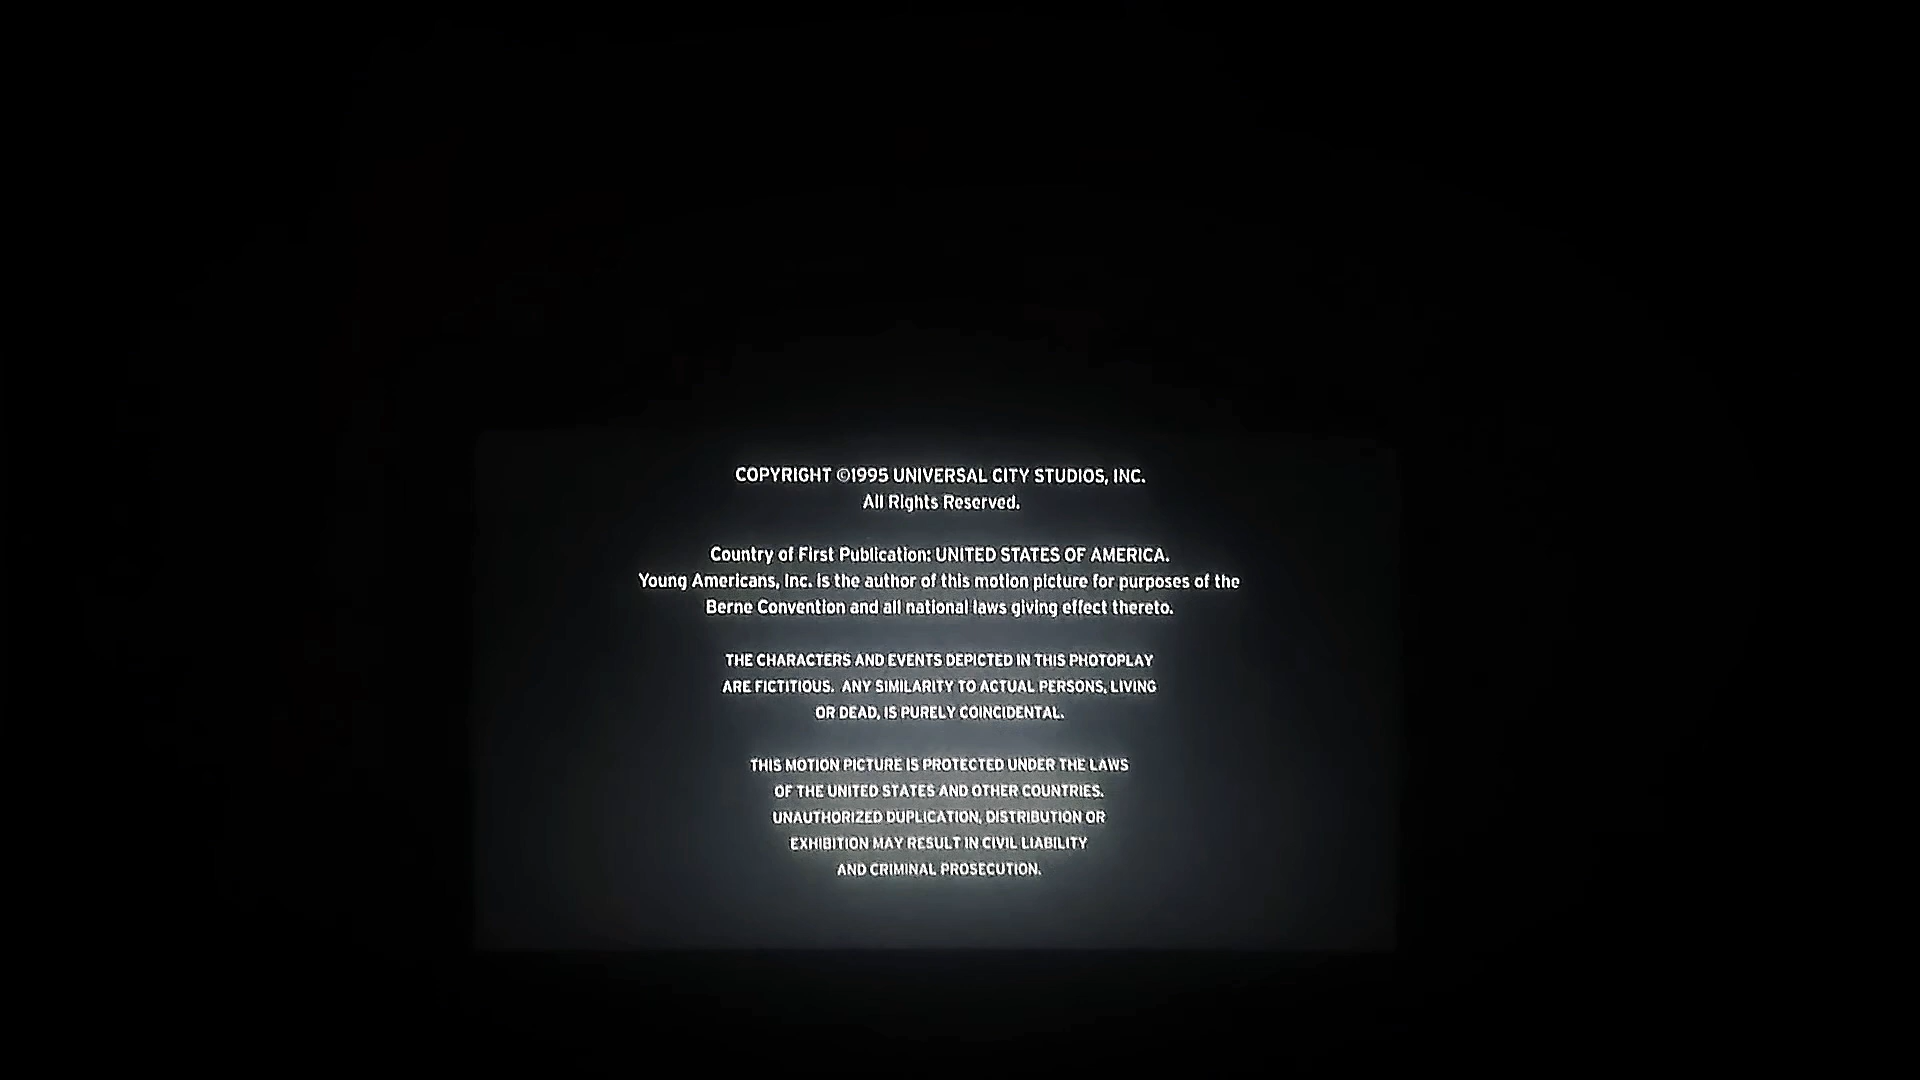 COPYRIGHT ©1995 UNIVERSAL CITY STUDIOS, INC.
All Rights Reserved.
Country of First Publication: UNITED STATES OF AMERICA.
Young Americans, Inc. is the author of this motion picture for purposes of the
Berne Convention and all national laws giving effect thereto.
THE CHARACTERS AND EVENTS DEPICTED IN THIS PHOTOPLAY
ARE FICTITIOUS. ANY SIMILARITY TO ACTUAL PERSONS, LIVING
OR DEAD, IS PURELY COINCIDENTAL.
THIS MOTION PICTURE IS PROTECTED UNDER THE LAWS
OF THE UNITED STATES AND OTHER COUNTRIES.
UNAUTHORIZED DUPLICATION, DISTRIBUTION OR
EXHIBITION MAY RESULT IN CIVIL LIABILITY
AND CRIMINAL PROSECUTION.